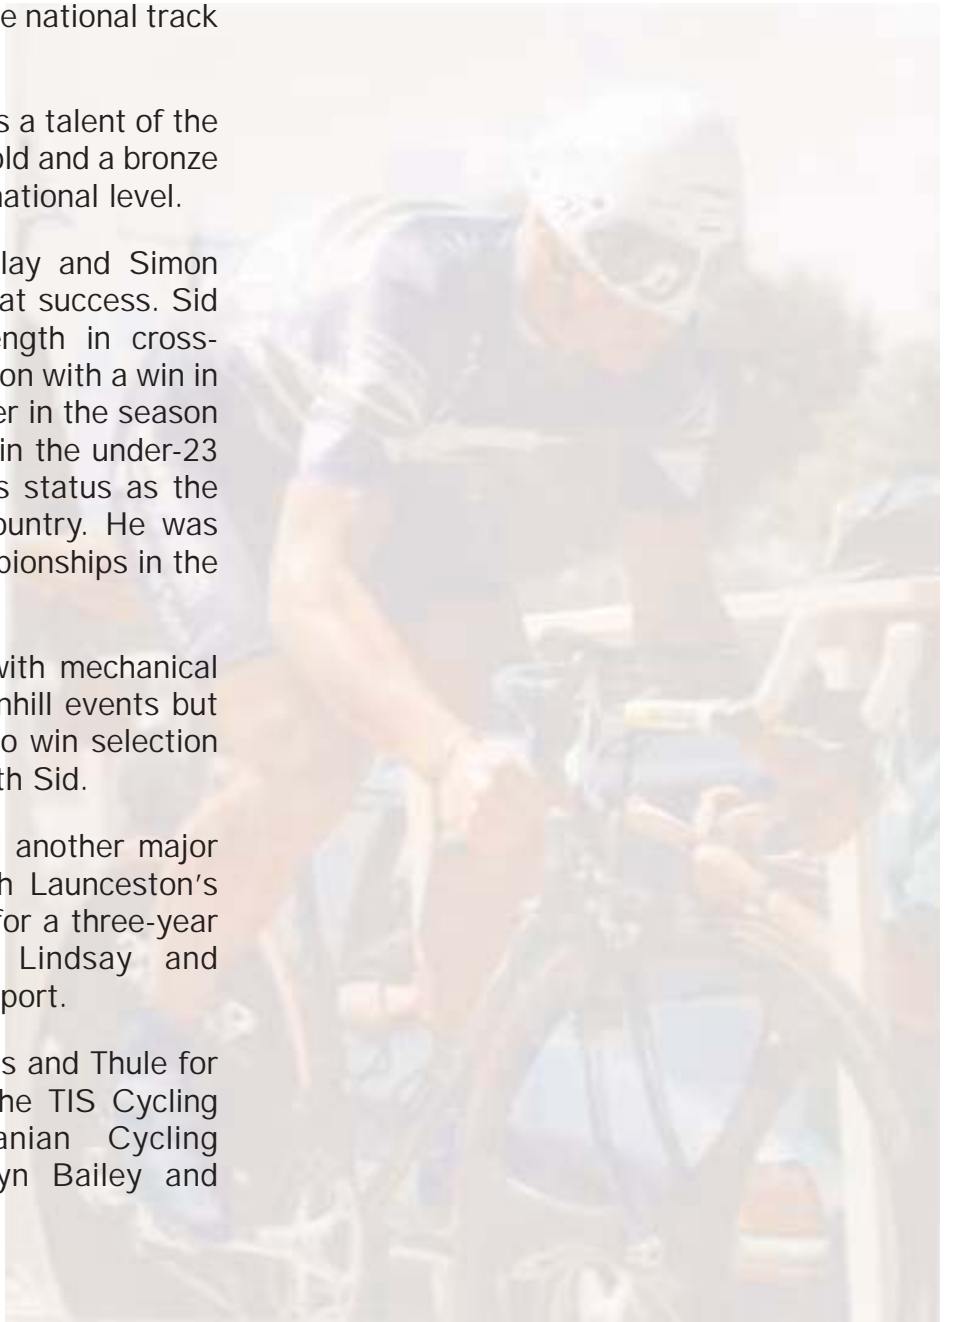 e national track
s a talent of the
old and a bronze
national level.
lay and Simon
at success. Sid
ength in cross-
on with a win in
er in the season
in the under-23
s status as the
ountry. He was
pionships in the
with mechanical
nhill events but
o win selection
th Sid.
another major
h Launceston's
for a three-year
Lindsay and
port.
s and Thule for
he TIS Cycling
anian Cycling
yn Bailey and